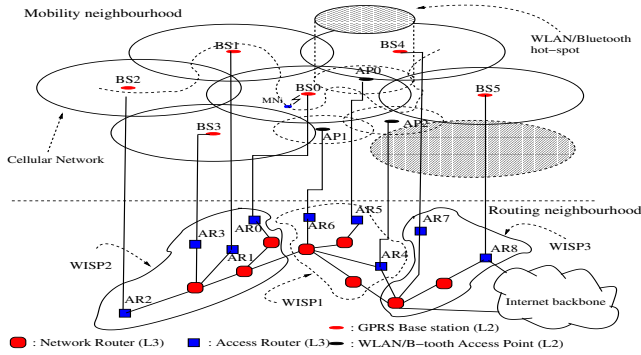 Mobility neighbourhood
WLAN/Bluetooth
hot-spot
BS1
BS4
BS2
AP0
BS0
BS5
MN
BS3
AP1
AP2
Cellular Network
Routing neighbourhood
AR3
AR0
AR6
AR5
AR7
WISP2
AR1
AR4
AR8
WISP3
AR2
WISP1
Internet backbone
: Network Router (L3)
: Access Router (L3)
: GPRS Base station (L2)
: WLAN/B-tooth Access Point (L2)